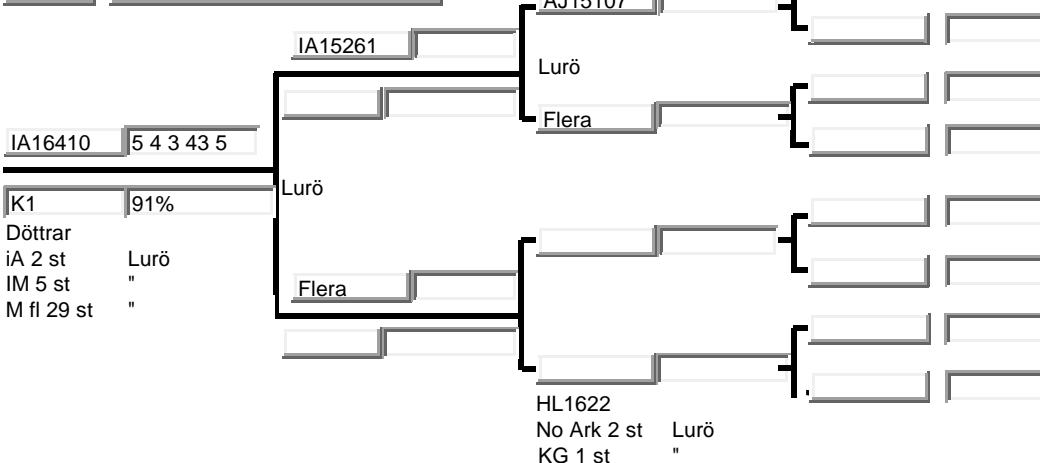 AJ15107
IA15261
Lurö
Flera
IA16410 5 4 3 43 5
Lurö
K1 91%
Döttrar
iA 2 st Lurö
IM 5 st "
M fl 29 st "
Flera
HL1622
No Ark 2 st Lurö
KG 1 st "